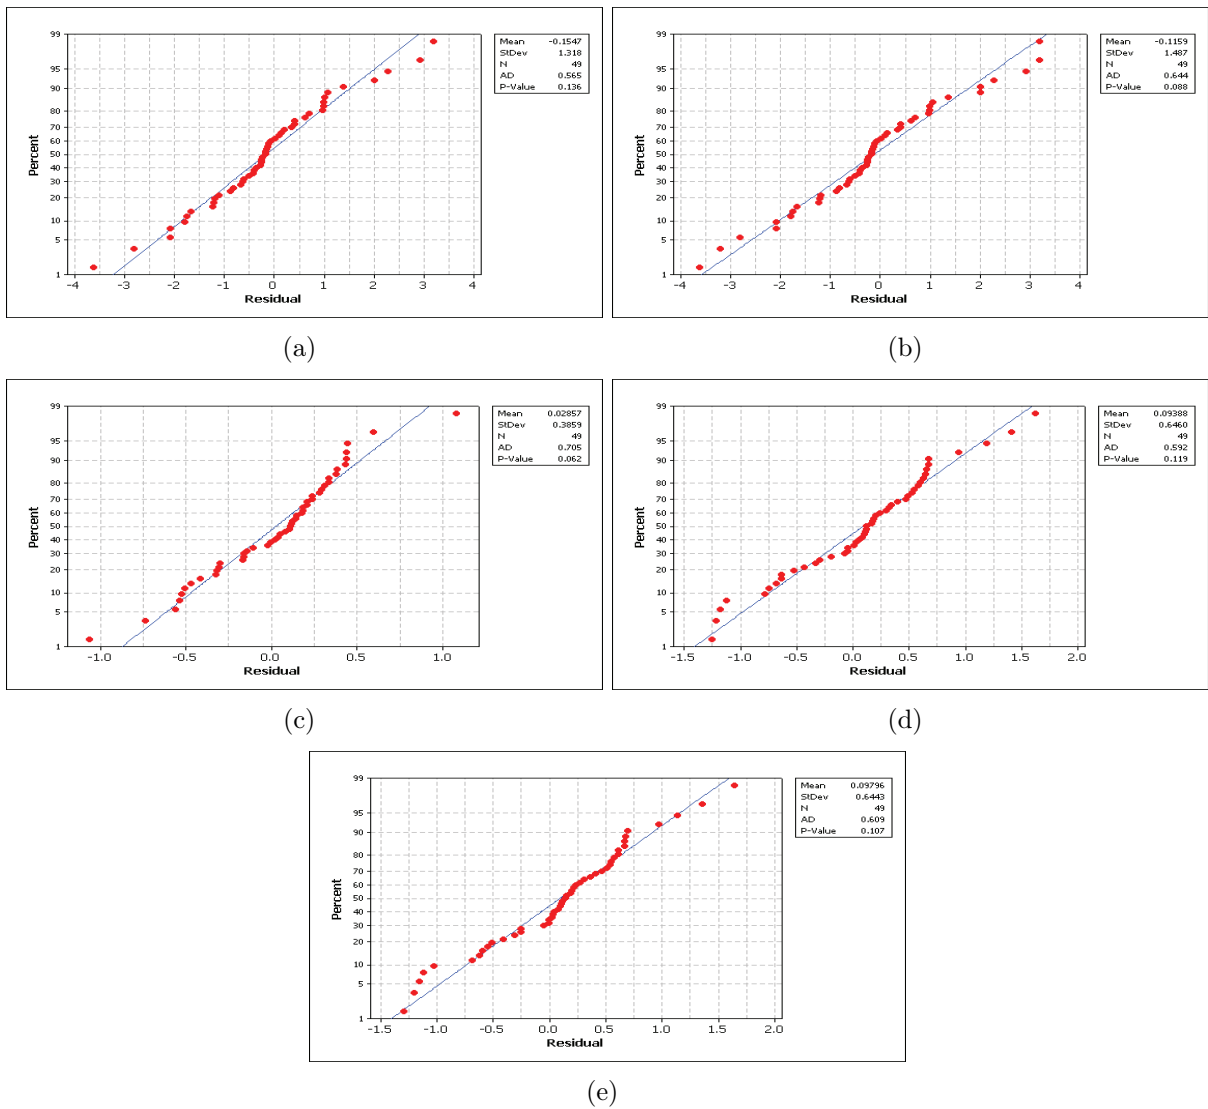 99
95
90
80
70
60
50
40
30
20
10
5
1
Percent
-4 -3 -2 -1 0 1 2 3 4
Residual
Mean -0.1547
StDev 1.318
N 49
AD 0.565
P-Value 0.136
(a)
99
95
90
80
70
60
50
40
30
20
10
5
1
Percent
-4 -3 -2 -1 0 1 2 3 4
Residual
Mean -0.1159
StDev 1.487
N 49
AD 0.644
P-Value 0.088
(b)
99
95
90
80
70
60
50
40
30
20
10
5
1
Percent
-1.0 -0.5 0.0 0.5 1.0
Residual
Mean 0.02857
StDev 0.3859
N 49
AD 0.705
P-Value 0.062
(c)
99
95
90
80
70
60
50
40
30
20
10
5
1
Percent
-1.5 -1.0 -0.5 0.0 0.5 1.0 1.5 2.0
Residual
Mean 0.09388
StDev 0.6460
N 49
AD 0.592
P-Value 0.119
(d)
99
95
90
80
70
60
50
40
30
20
10
5
1
Percent
-1.5 -1.0 -0.5 0.0 0.5 1.0 1.5 2.0
Residual
Mean 0.09796
StDev 0.6443
N 49
AD 0.609
P-Value 0.107
(e)